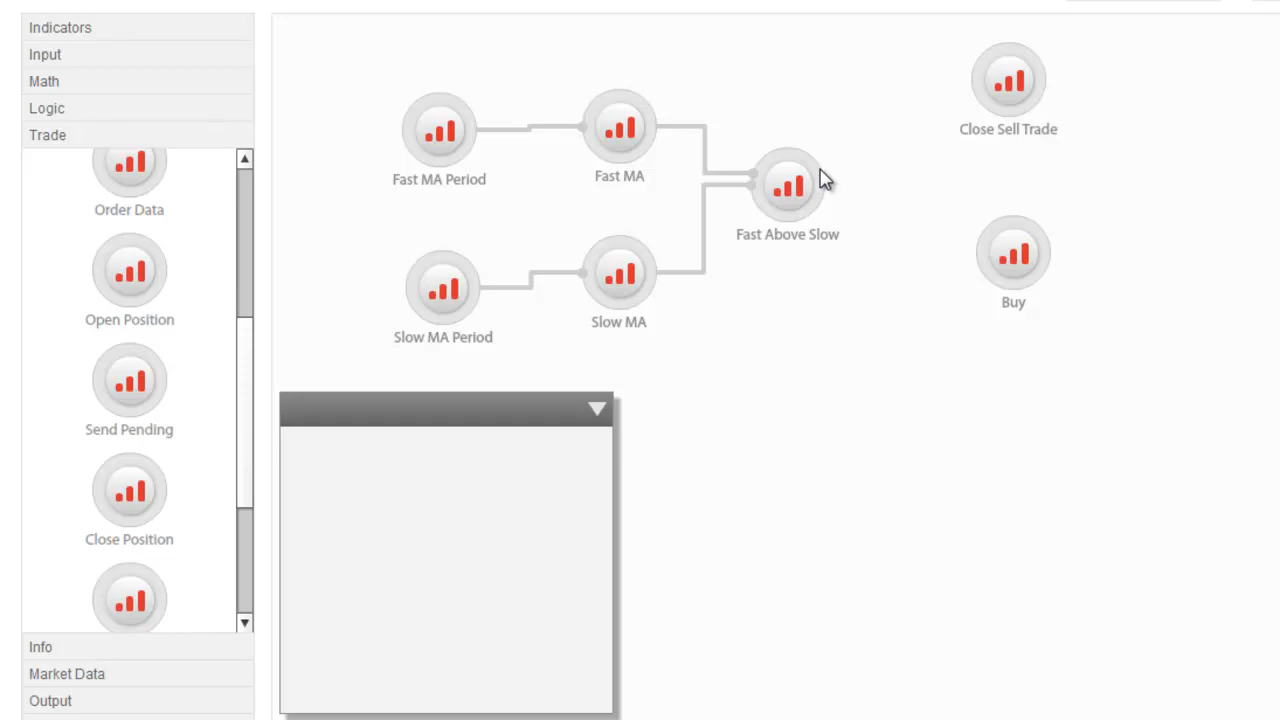 Indicators
Input
Math
Logic
Trade
Order Data
Open Position
Send Pending
Close Position
Info
Market Data
Output
Fast MA Period
Fast MA
Fast Above Slow
Slow MA Period
Slow MA
Close Sell Trade
Buy